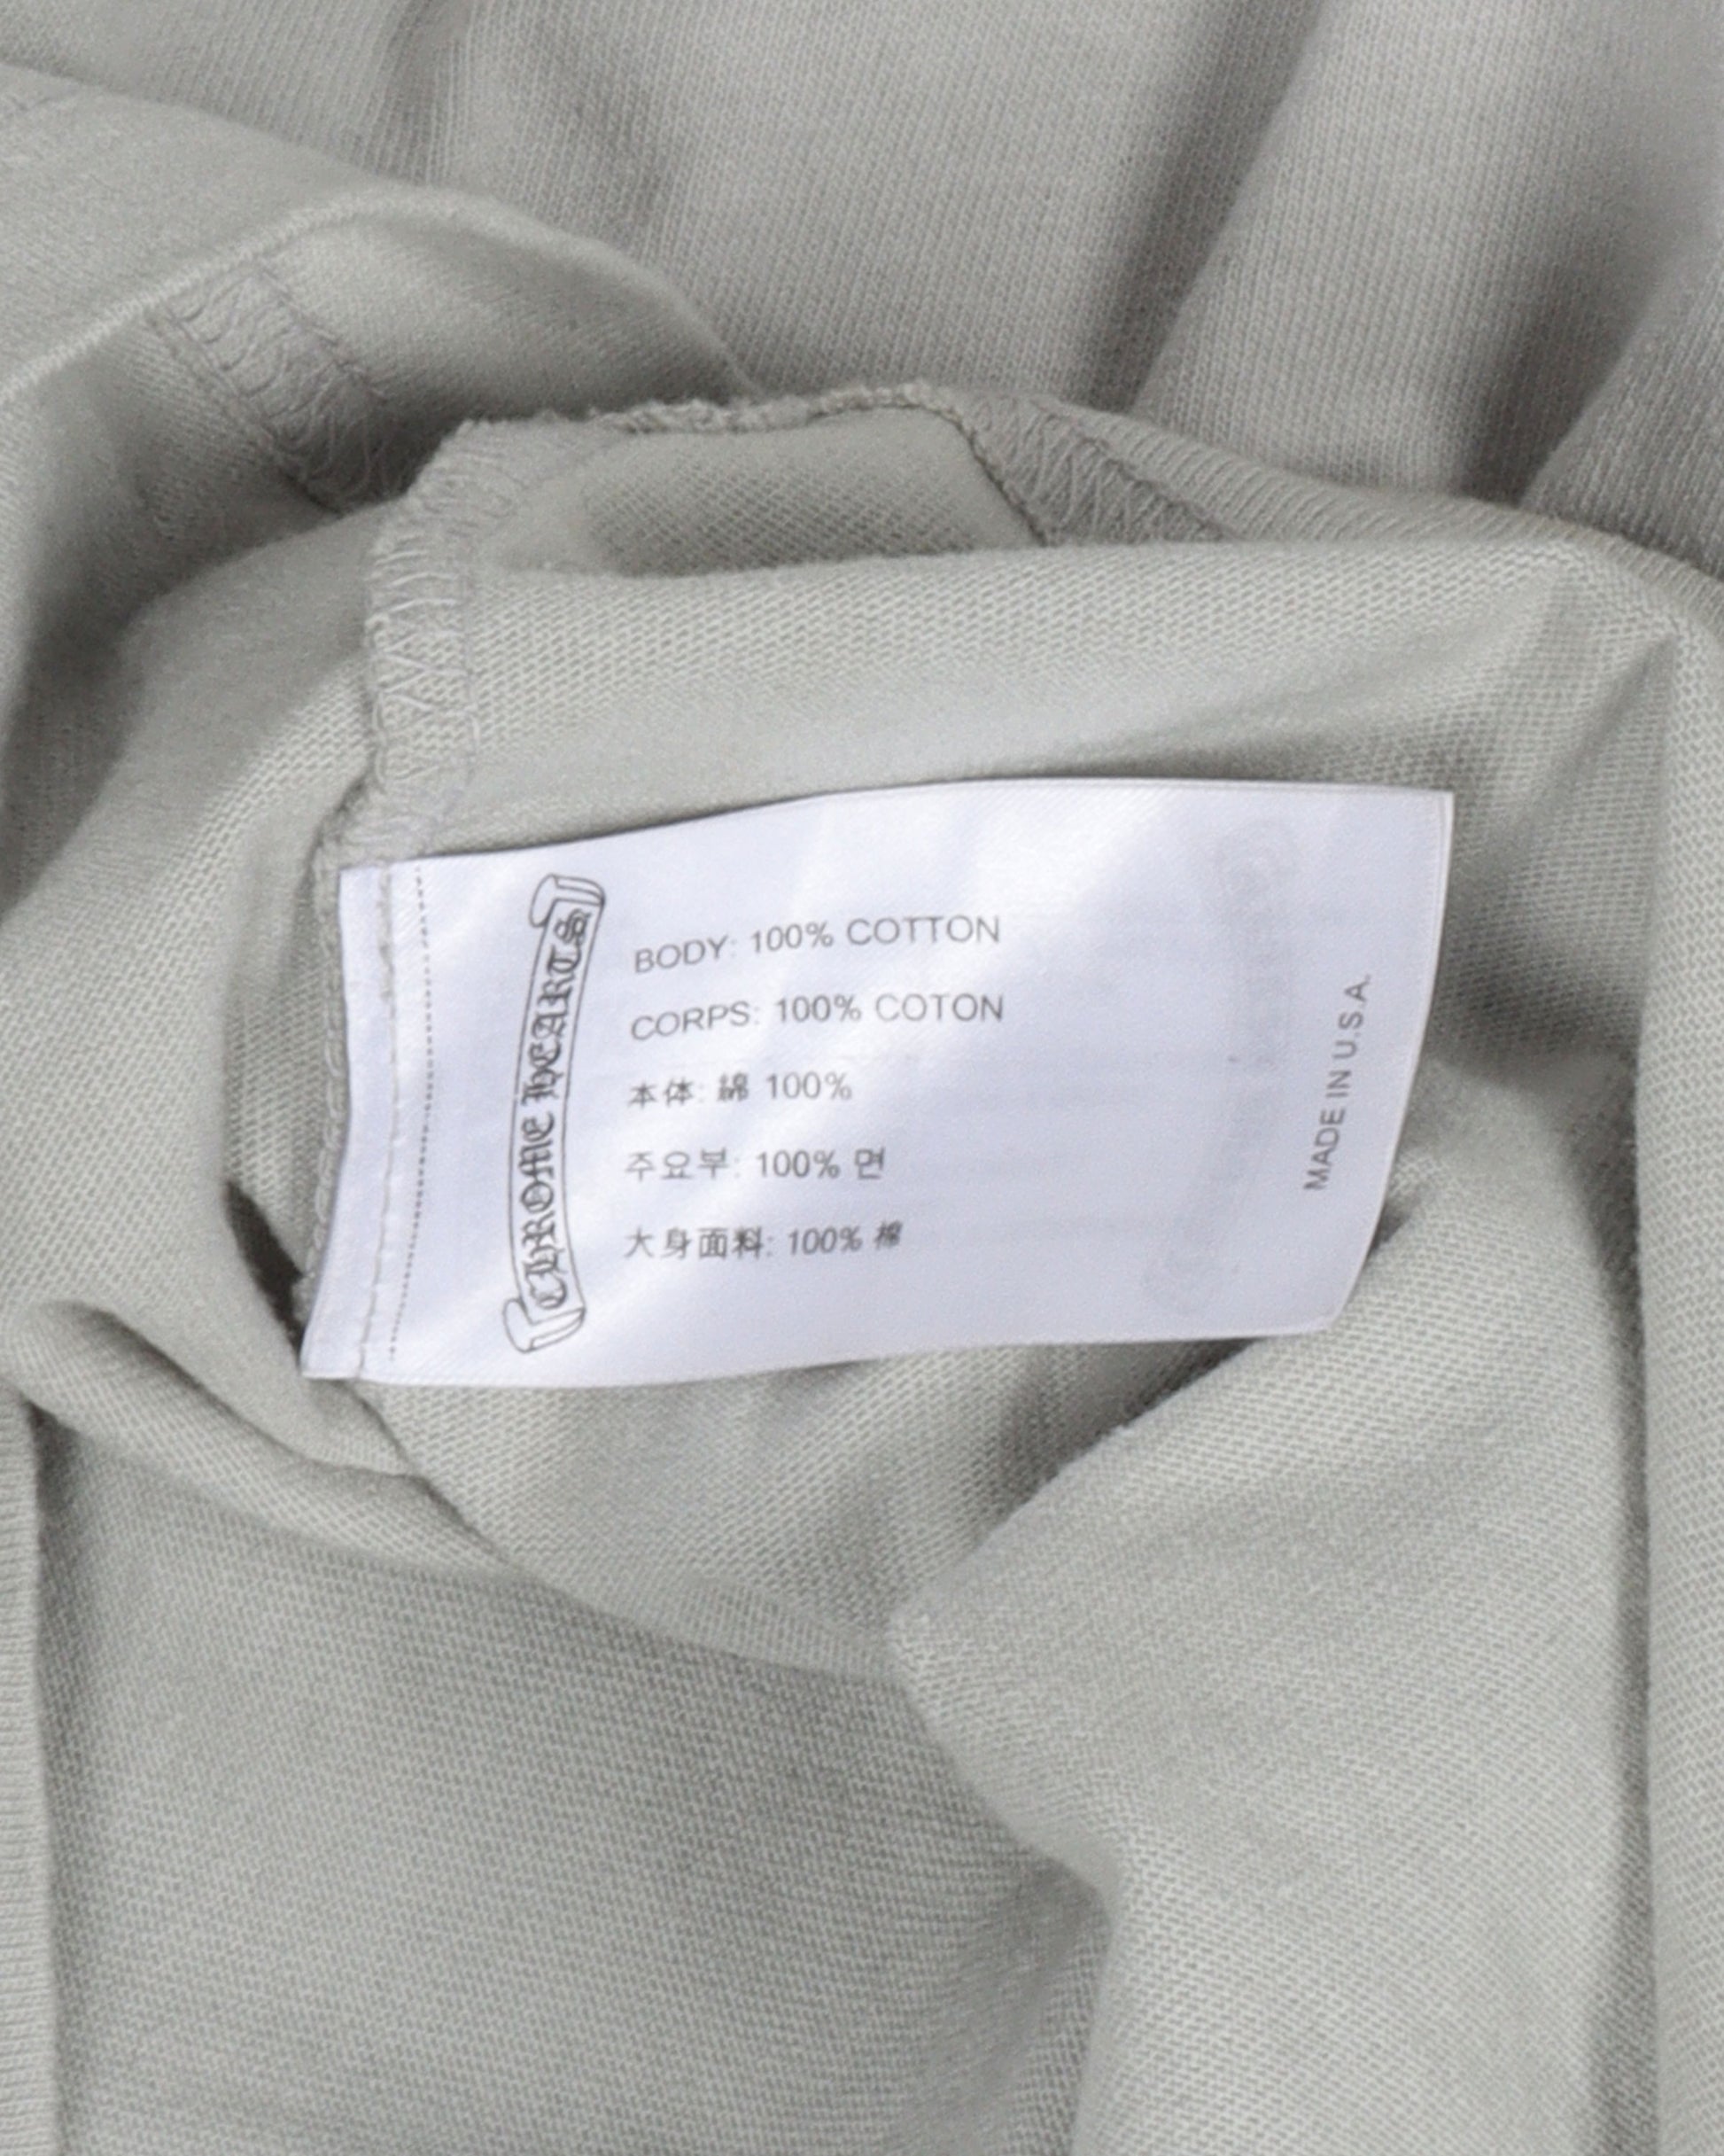 CHROME HEARTS
BODY: 100% COTTON
CORPS: 100% COTON
本体: 綿 100%
주요부: 100% 면
大身面料: 100% 棉
MADE IN U.S.A.